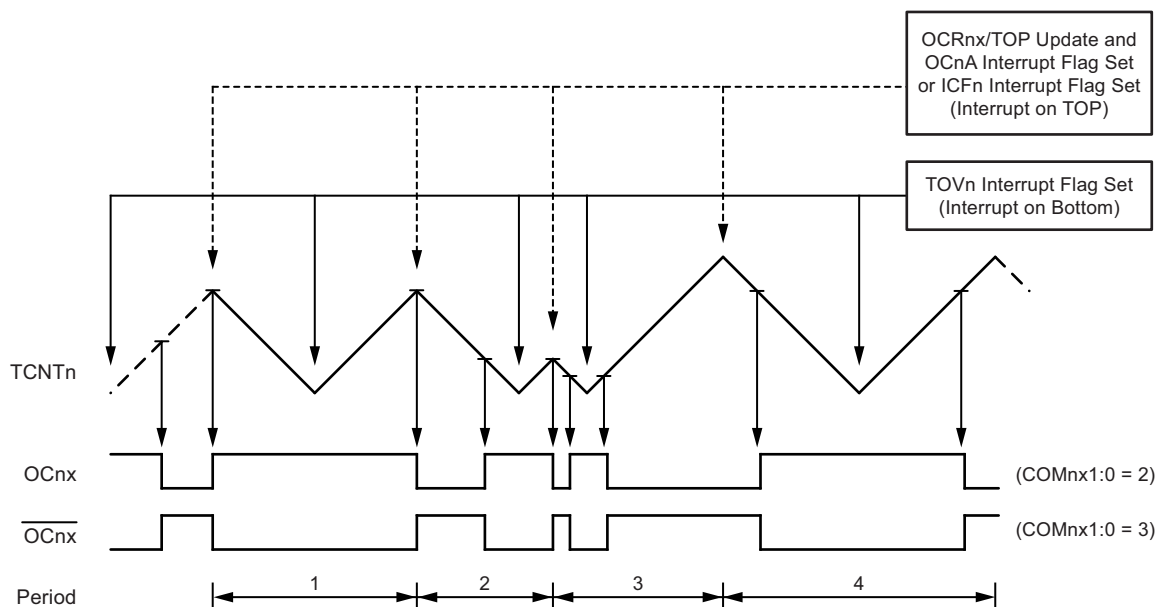 OCRnx/TOP Update and
OCnA Interrupt Flag Set
or ICFn Interrupt Flag Set
(Interrupt on TOP)
TOVn Interrupt Flag Set
(Interrupt on Bottom)
TCNTn
OCnx
(COMnx1:0 = 2)
OCnx
(COMnx1:0 = 3)
Period
1
2
3
4